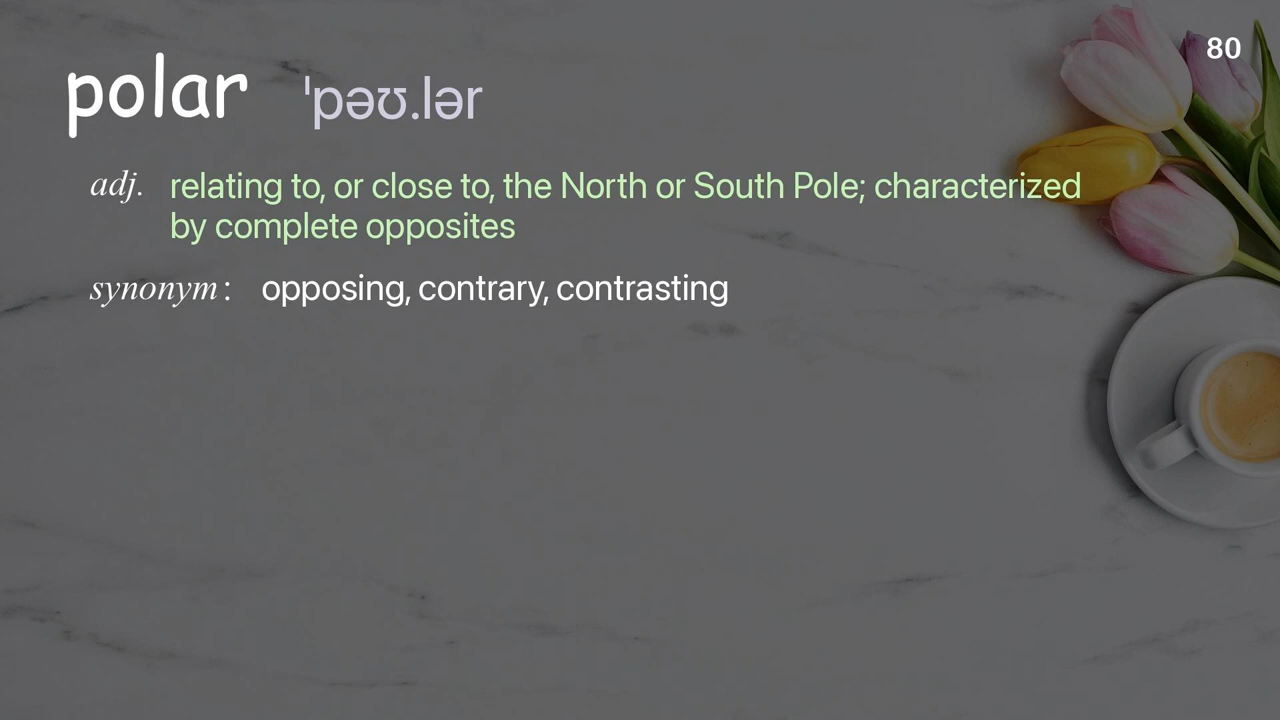 80
polar ˈpəʊ.lər
adj. relating to, or close to, the North or South Pole; characterized
by complete opposites
synonym : opposing, contrary, contrasting